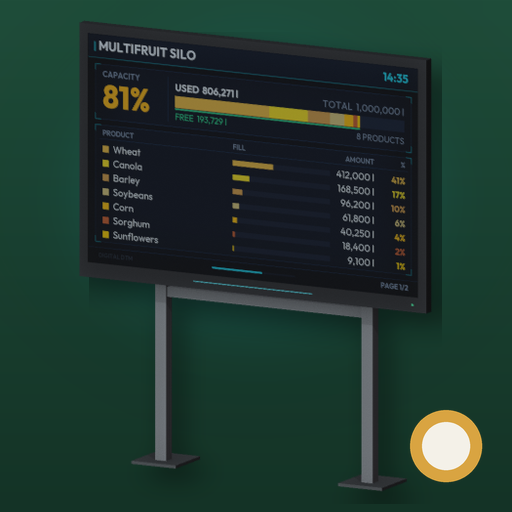 MULTIFRUIT SILO
14:35
CAPACITY
81%
USED 806,271 l
TOTAL 1,000,000 l
FREE 193,729 l
8 PRODUCTS
PRODUCT FILL AMOUNT %
Wheat 412,000 l 41%
Canola 168,500 l 17%
Barley 96,200 l 10%
Soybeans 61,800 l 6%
Corn 40,250 l 4%
Sorghum 18,400 l 2%
Sunflowers 9,100 l 1%
PAGE 1/2